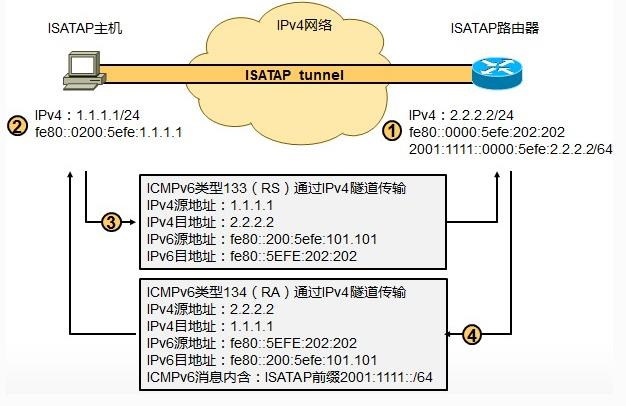 ISATAP主机
IPv4网络
ISATAP路由器
ISATAP tunnel
2
IPv4：1.1.1.1/24
fe80::0200:5efe:1.1.1.1
1
IPv4：2.2.2.2/24
fe80::0000:5efe:202:202
2001:1111::0000:5efe:2.2.2.2/64
3
ICMPv6类型133（RS）通过IPv4隧道传输
IPv4源地址：1.1.1.1
IPv4目地址：2.2.2.2
IPv6源地址：fe80::200:5efe:101.101
IPv6目地址：fe80::5EFE:202:202
4
ICMPv6类型134（RA）通过IPv4隧道传输
IPv4源地址：2.2.2.2
IPv4目地址：1.1.1.1
IPv6源地址：fe80::5EFE:202:202
IPv6目地址：fe80::200:5efe:101.101
ICMPv6消息内含：ISATAP前缀2001:1111::/64